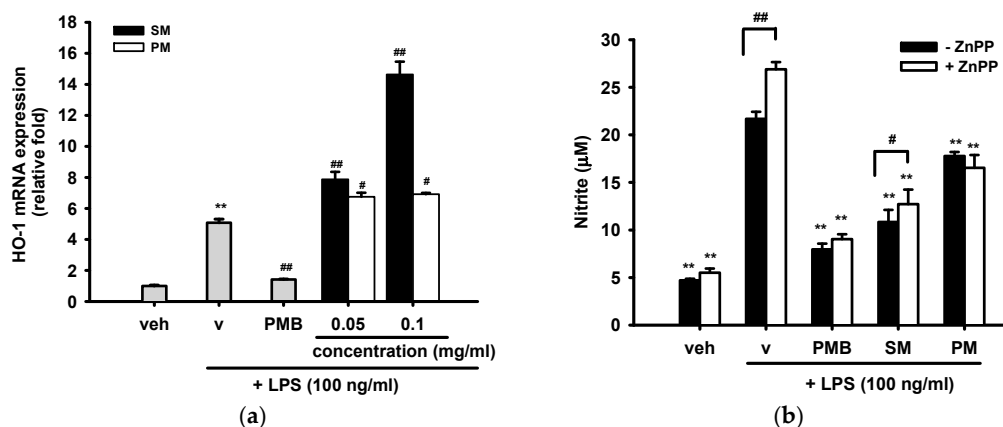 HO-1 mRNA expression
(relative fold)
18
16
14
12
10
8
6
4
2
0
SM
PM
**
##
##
#
##
#
veh
v
PMB
0.05
0.1
concentration (mg/ml)
+ LPS (100 ng/ml)
(a)
Nitrite (μM)
30
25
20
15
10
5
0
- ZnPP
+ ZnPP
##
#
** **
** **
** **
** **
veh
v
PMB
SM
PM
+ LPS (100 ng/ml)
(b)